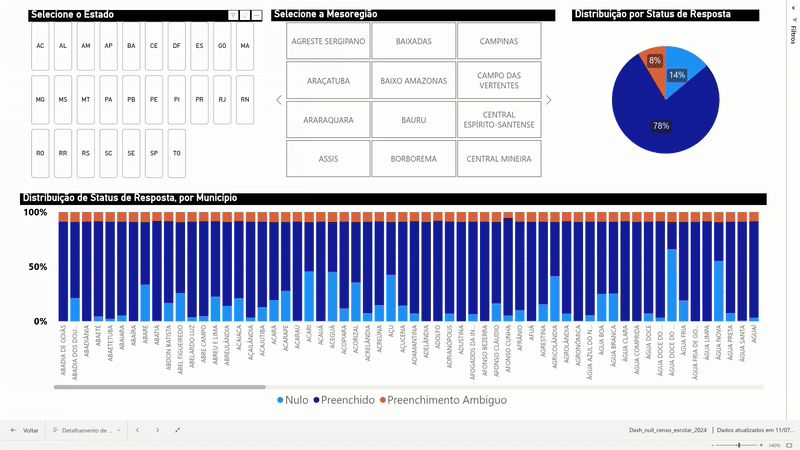 Selecione o Estado
AC AL AM AP BA CE DF ES GO MA
MG MS MT PA PB PE PI PR RJ RN
RO RR RS SC SE SP TO
Selecione a Mesoregião
AGRESTE SERGIPANO BAIXADAS CAMPINAS
ARAÇATUBA BAIXO AMAZONAS CAMPO DAS VERTENTES
ARARAQUARA BAURU CENTRAL ESPÍRITO-SANTENSE
ASSIS BORBOREMA CENTRAL MINEIRA
Distribuição por Status de Resposta
8%
14%
78%
Filtros
Distribuição de Status de Resposta, por Município
100%
50%
0%
ABADIA DE GOIÁS
ABADIA DOS DOU...
ABADIÂNIA
ABAETÉ
ABAETETUBA
ABAIARA
ABAÍRA
ABARÉ
ABATIÁ
ABDON BATISTA
ABEL FIGUEIREDO
ABELARDO LUZ
ABRE CAMPO
ABREU E LIMA
ABREULÂNDIA
ACAIACA
AÇAILÂNDIA
ACAJUTIBA
ACARÁ
ACARAPE
ACARAÚ
ACARI
ACAUÃ
ACEGUÁ
ACOPIARA
ACORIZAL
ACRELÂNDIA
ACREÚNA
AÇU
AÇUCENA
ADAMANTINA
ADELÂNDIA
ADOLFO
ADRIANÓPOLIS
ADUSTINA
AFOGADOS DA IN...
AFONSO BEZERRA
AFONSO CLÁUDIO
AFONSO CUNHA
AFRÂNIO
AFUÁ
AGRESTINA
AGRICOLÂNDIA
AGROLÂNDIA
AGRONÔMICA
ÁGUA AZUL DO N...
ÁGUA BOA
ÁGUA BRANCA
ÁGUA CLARA
ÁGUA COMPRIDA
ÁGUA DOCE
ÁGUA DOCE D...
ÁGUA DOCE DO ...
ÁGUA FRIA
ÁGUA FRIA DE GO...
ÁGUA LIMPA
ÁGUA NOVA
ÁGUA PRETA
ÁGUA SANTA
AGUAÍ
Nulo Preenchido Preenchimento Ambíguo
Voltar
Detalhamento de ...
Dash_null_censo_escolar_2024 | Dados atualizados em 11/07...
140%